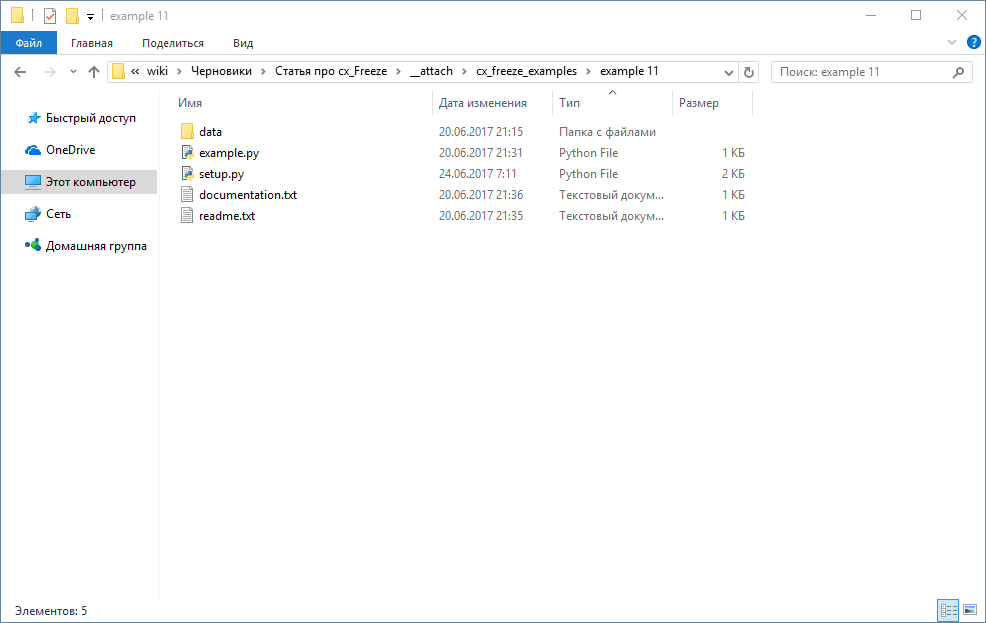 example 11
Файл Главная Поделиться Вид
« wiki › Черновики › Статья про cx_Freeze › __attach › cx_freeze_examples › example 11 Поиск: example 11
Имя Дата изменения Тип Размер
Быстрый доступ
OneDrive
Этот компьютер
Сеть
Домашняя группа
data 20.06.2017 21:15 Папка с файлами
example.py 20.06.2017 21:31 Python File 1 КБ
setup.py 24.06.2017 7:11 Python File 2 КБ
documentation.txt 20.06.2017 21:36 Текстовый докум... 1 КБ
readme.txt 20.06.2017 21:35 Текстовый докум... 1 КБ
Элементов: 5